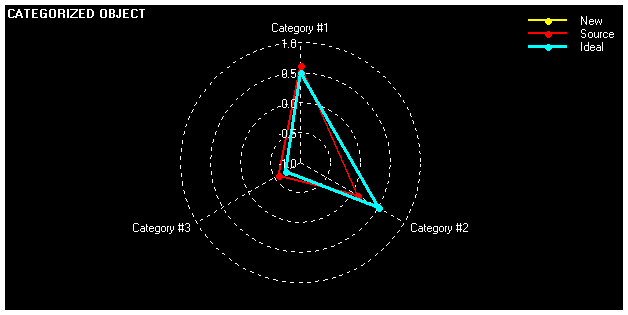 CATEGORIZED OBJECT
New
Source
Ideal
Category #1
1.0
0.5
0.0
-0.5
-1.0
Category #3
Category #2